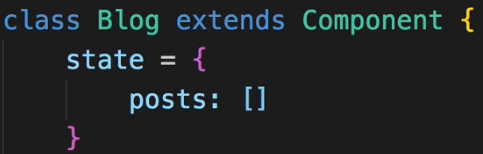 class Blog extends Component {
    state = {
        posts: []
    }